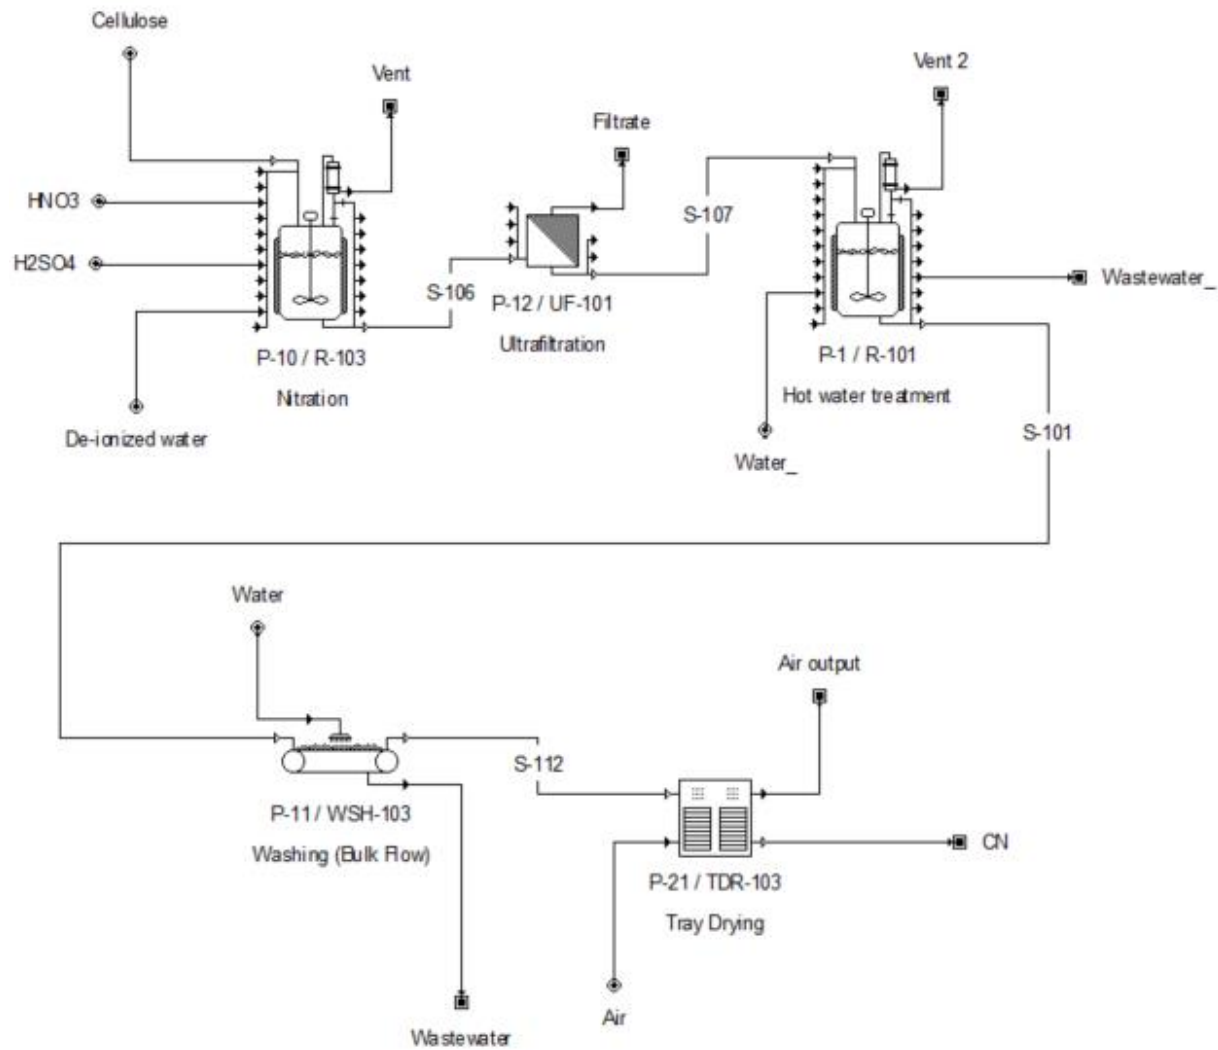 Cellulose
Vent
Vent 2
Filtrate
HNO3
S-107
H2SO4
Wastewater_
S-106
P-12 / UF-101
Ultrafiltration
P-10 / R-103
Nitration
P-1 / R-101
Hot water treatment
De-ionized water
Water_
S-101
Water
Air output
S-112
P-11 / WSH-103
Washing (Bulk Flow)
CN
P-21 / TDR-103
Tray Drying
Air
Wastewater